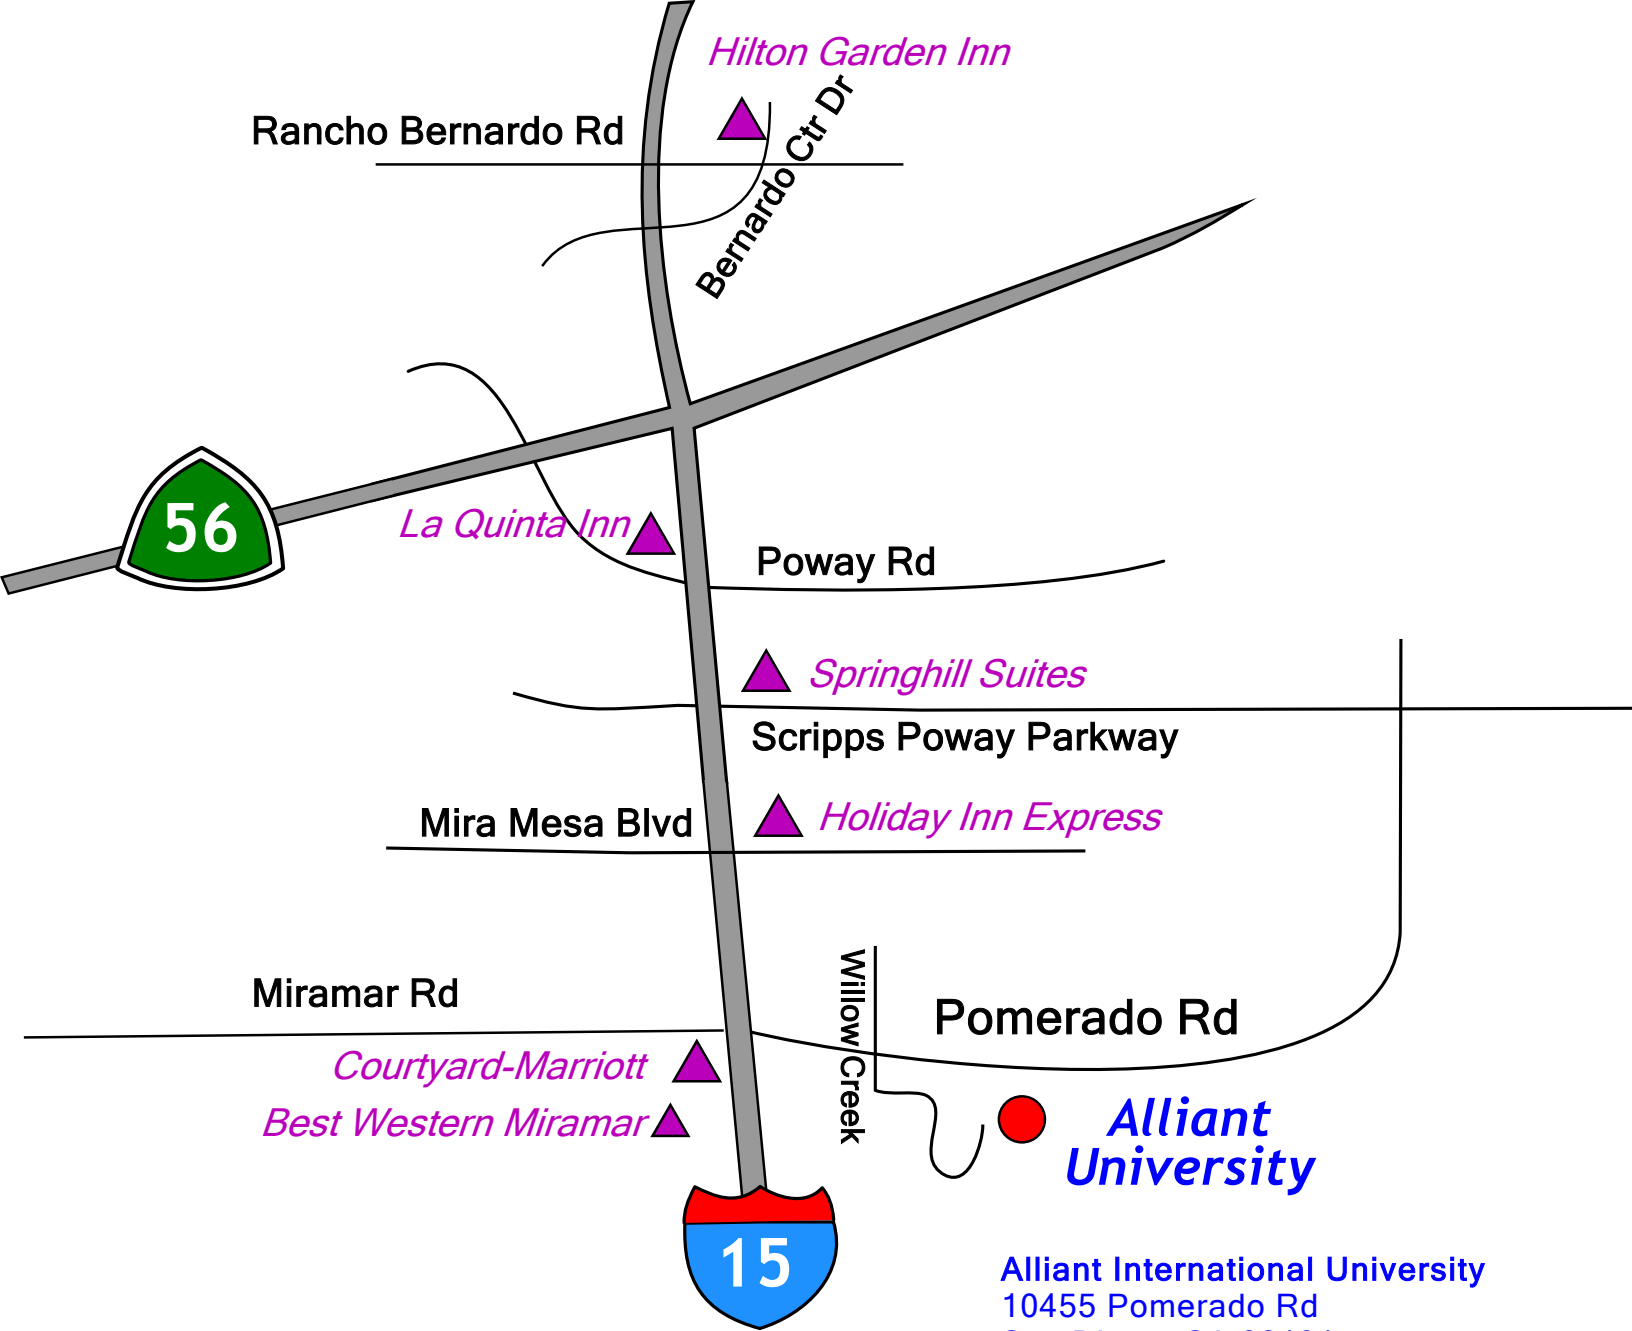 Hilton Garden Inn
Rancho Bernardo Rd
Bernardo Ctr Dr
56
La Quinta Inn
Poway Rd
Springhill Suites
Scripps Poway Parkway
Mira Mesa Blvd
Holiday Inn Express
Miramar Rd
Willow Creek
Pomerado Rd
Courtyard-Marriott
Best Western Miramar
Alliant
University
15
Alliant International University
10455 Pomerado Rd